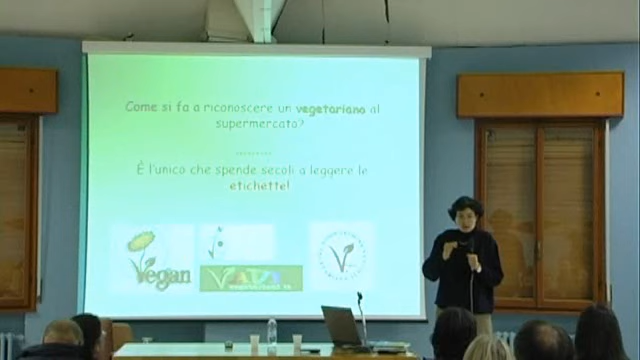 Come si fa a riconoscere un vegetariano al
supermercato?
È l'unico che spende secoli a leggere le
etichette!
Vegan